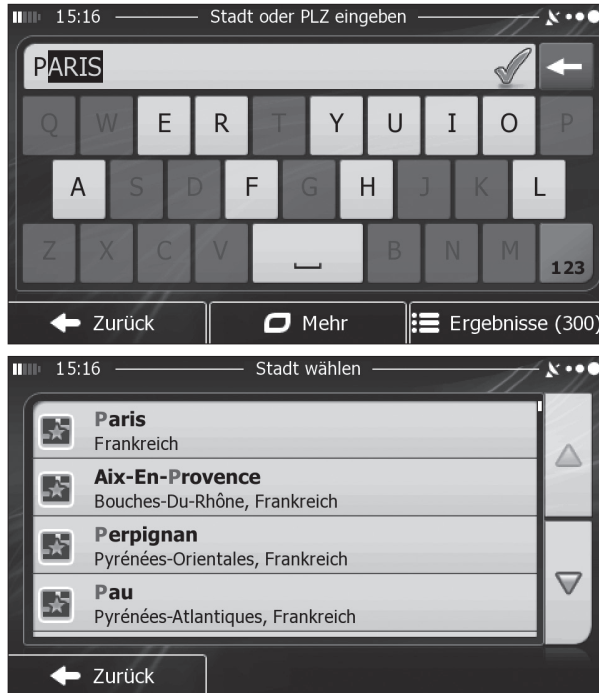 15:16 Stadt oder PLZ eingeben
PARIS
Q W E R T Y U I O P
A S D F G H J K L
Z X C V B N M 123
Zurück Mehr Ergebnisse (300)
15:16 Stadt wählen
Paris
Frankreich
Aix-En-Provence
Bouches-Du-Rhône, Frankreich
Perpignan
Pyrénées-Orientales, Frankreich
Pau
Pyrénées-Atlantiques, Frankreich
Zurück